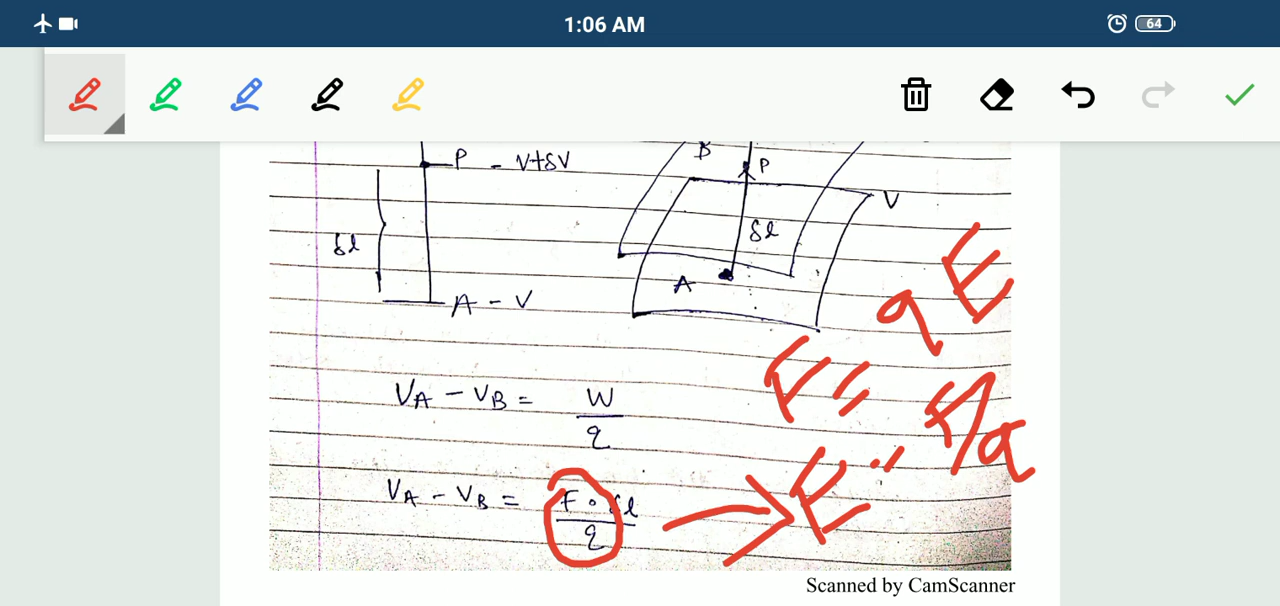 1:06 AM
64
P - V+δV
B
P
V
δl
δl
A
A - V
F = qE
V_A - V_B = W/q
V_A - V_B = F · δl/q → E = F/q
Scanned by CamScanner